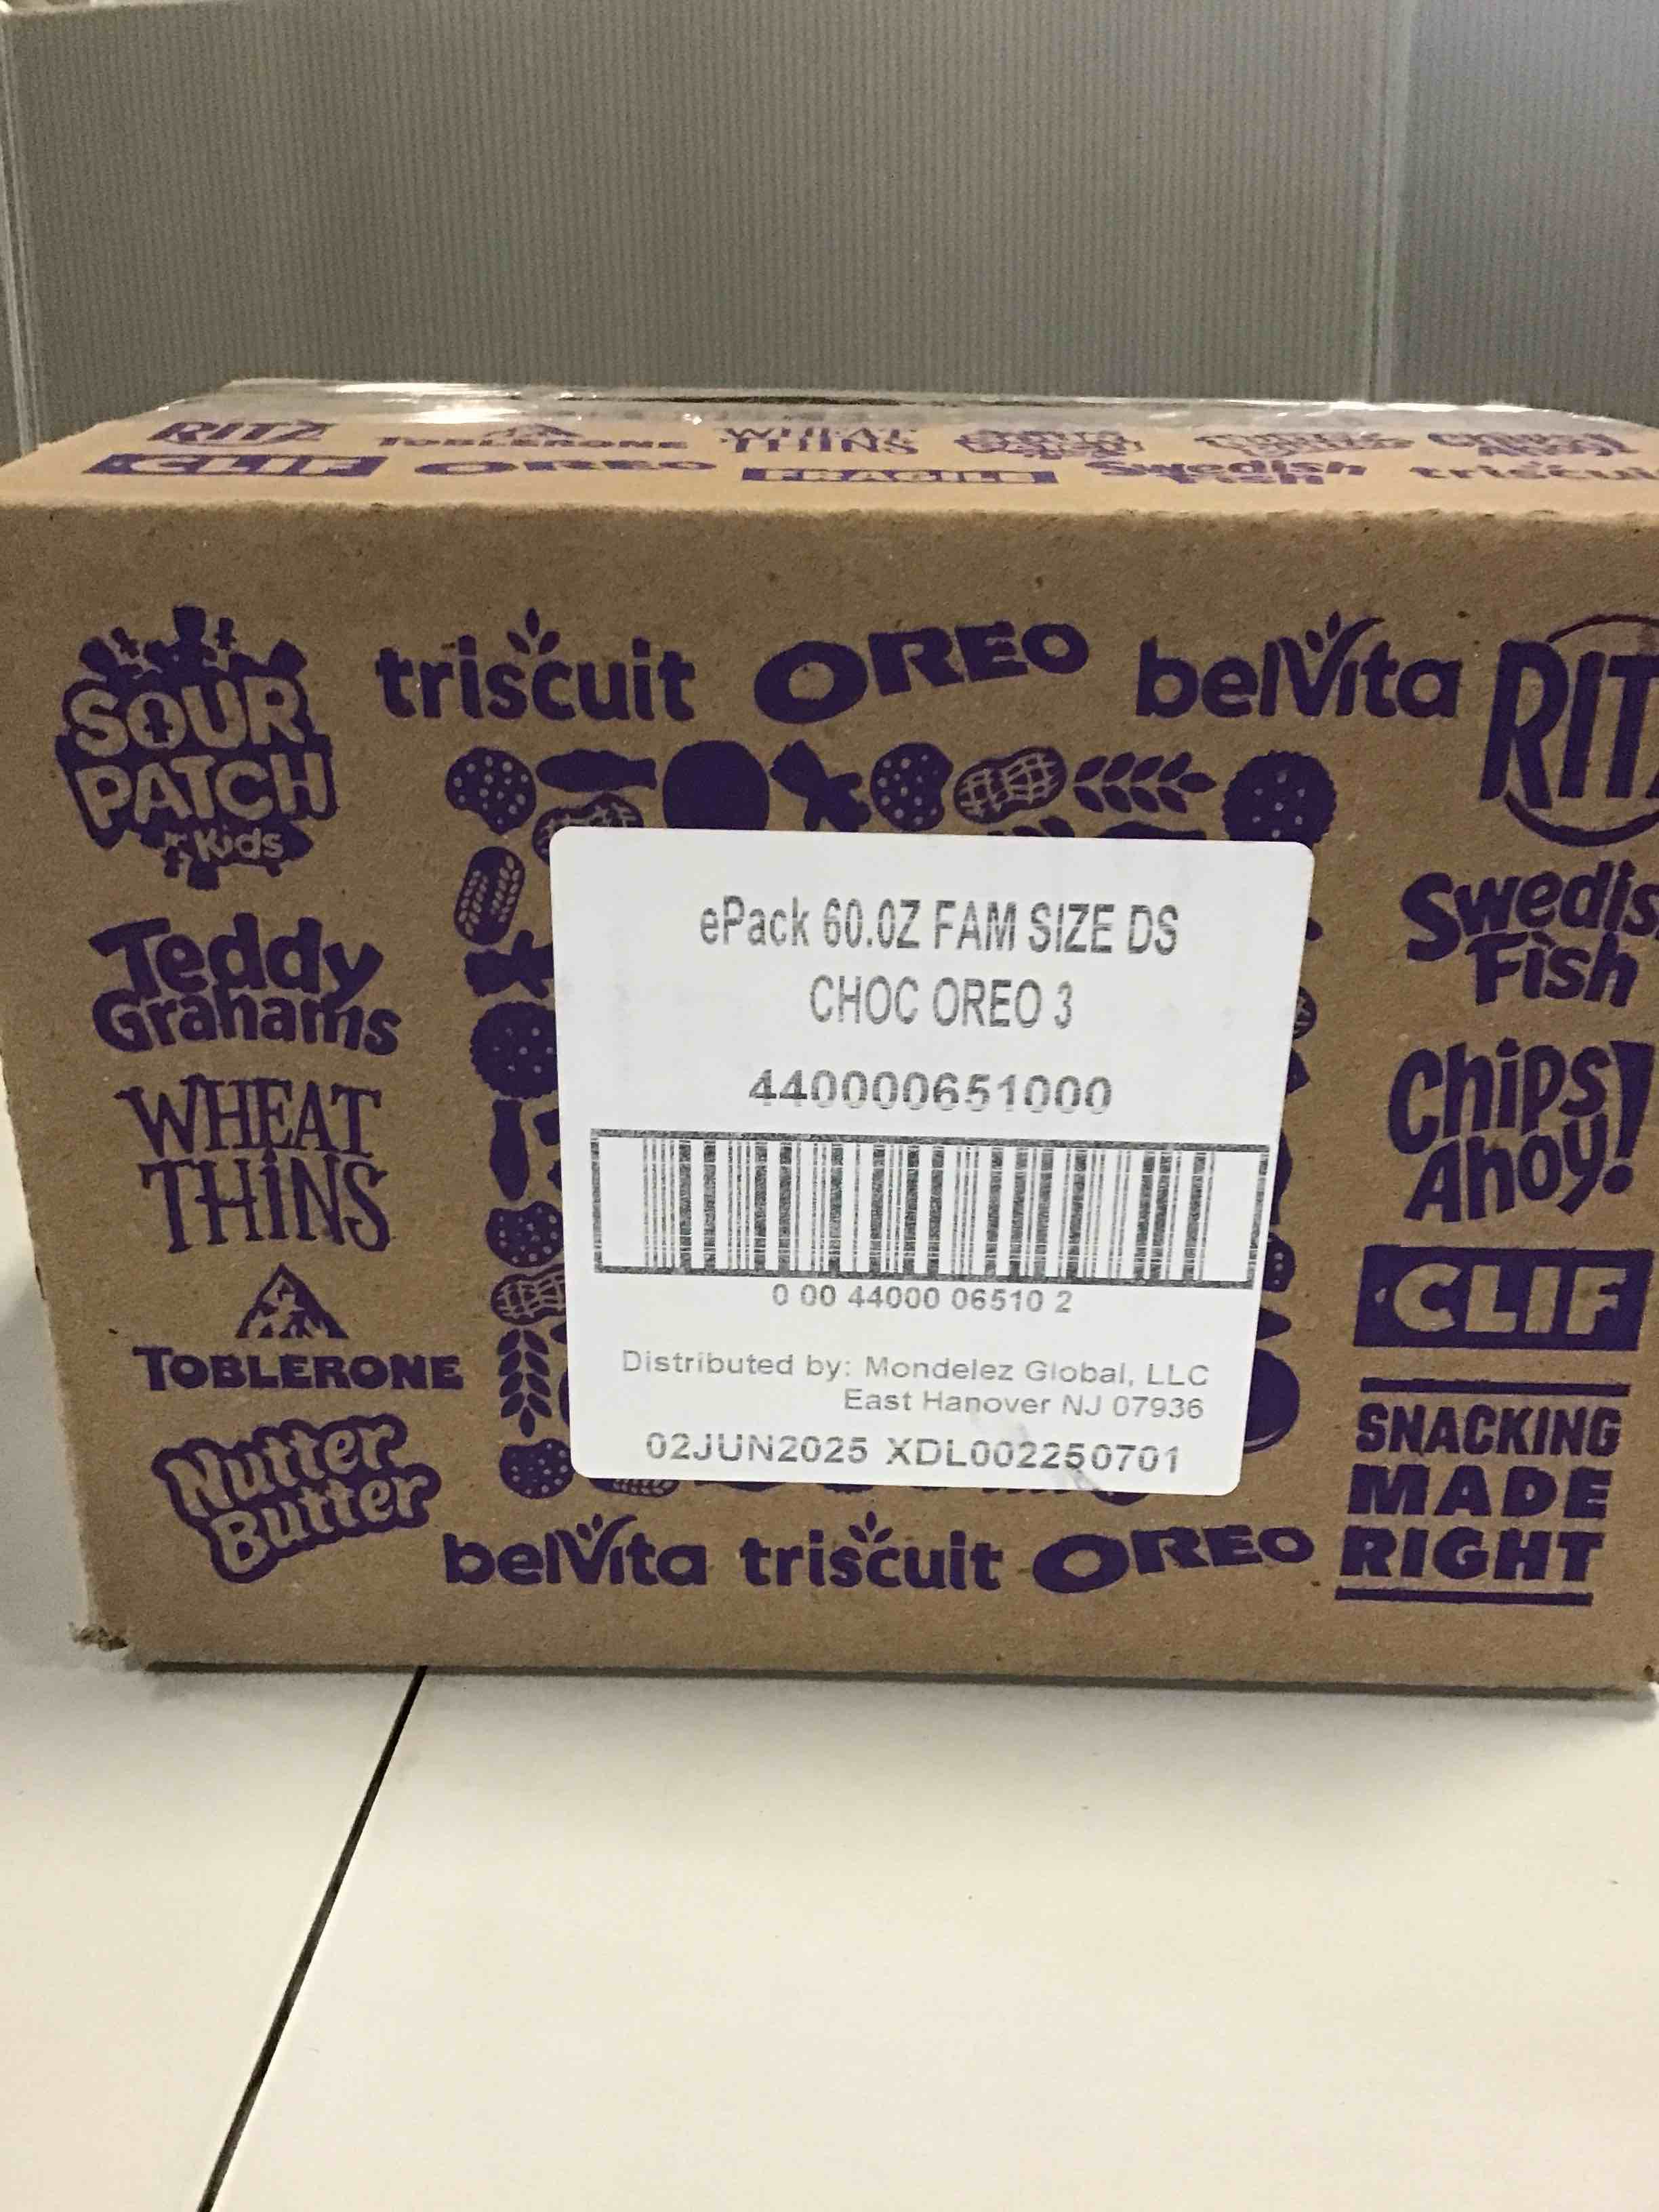 RITZ TOBLERONE WHEAT THINS
CLIF OREO FRAGILE Swedish Fish
SOUR PATCH Kids
triscuit OREO belVita
Teddy Grahams
WHEAT THINS
TOBLERONE
Nutter Butter
ePack 60.0Z FAM SIZE DS
CHOC OREO 3
440000651000
0 00 44000 06510 2
Distributed by: Mondelez Global, LLC
East Hanover NJ 07936
02JUN2025 XDL002250701
Fish
Chips Ahoy!
CLIF
SNACKING
MADE
RIGHT
belVita triscuit OREO